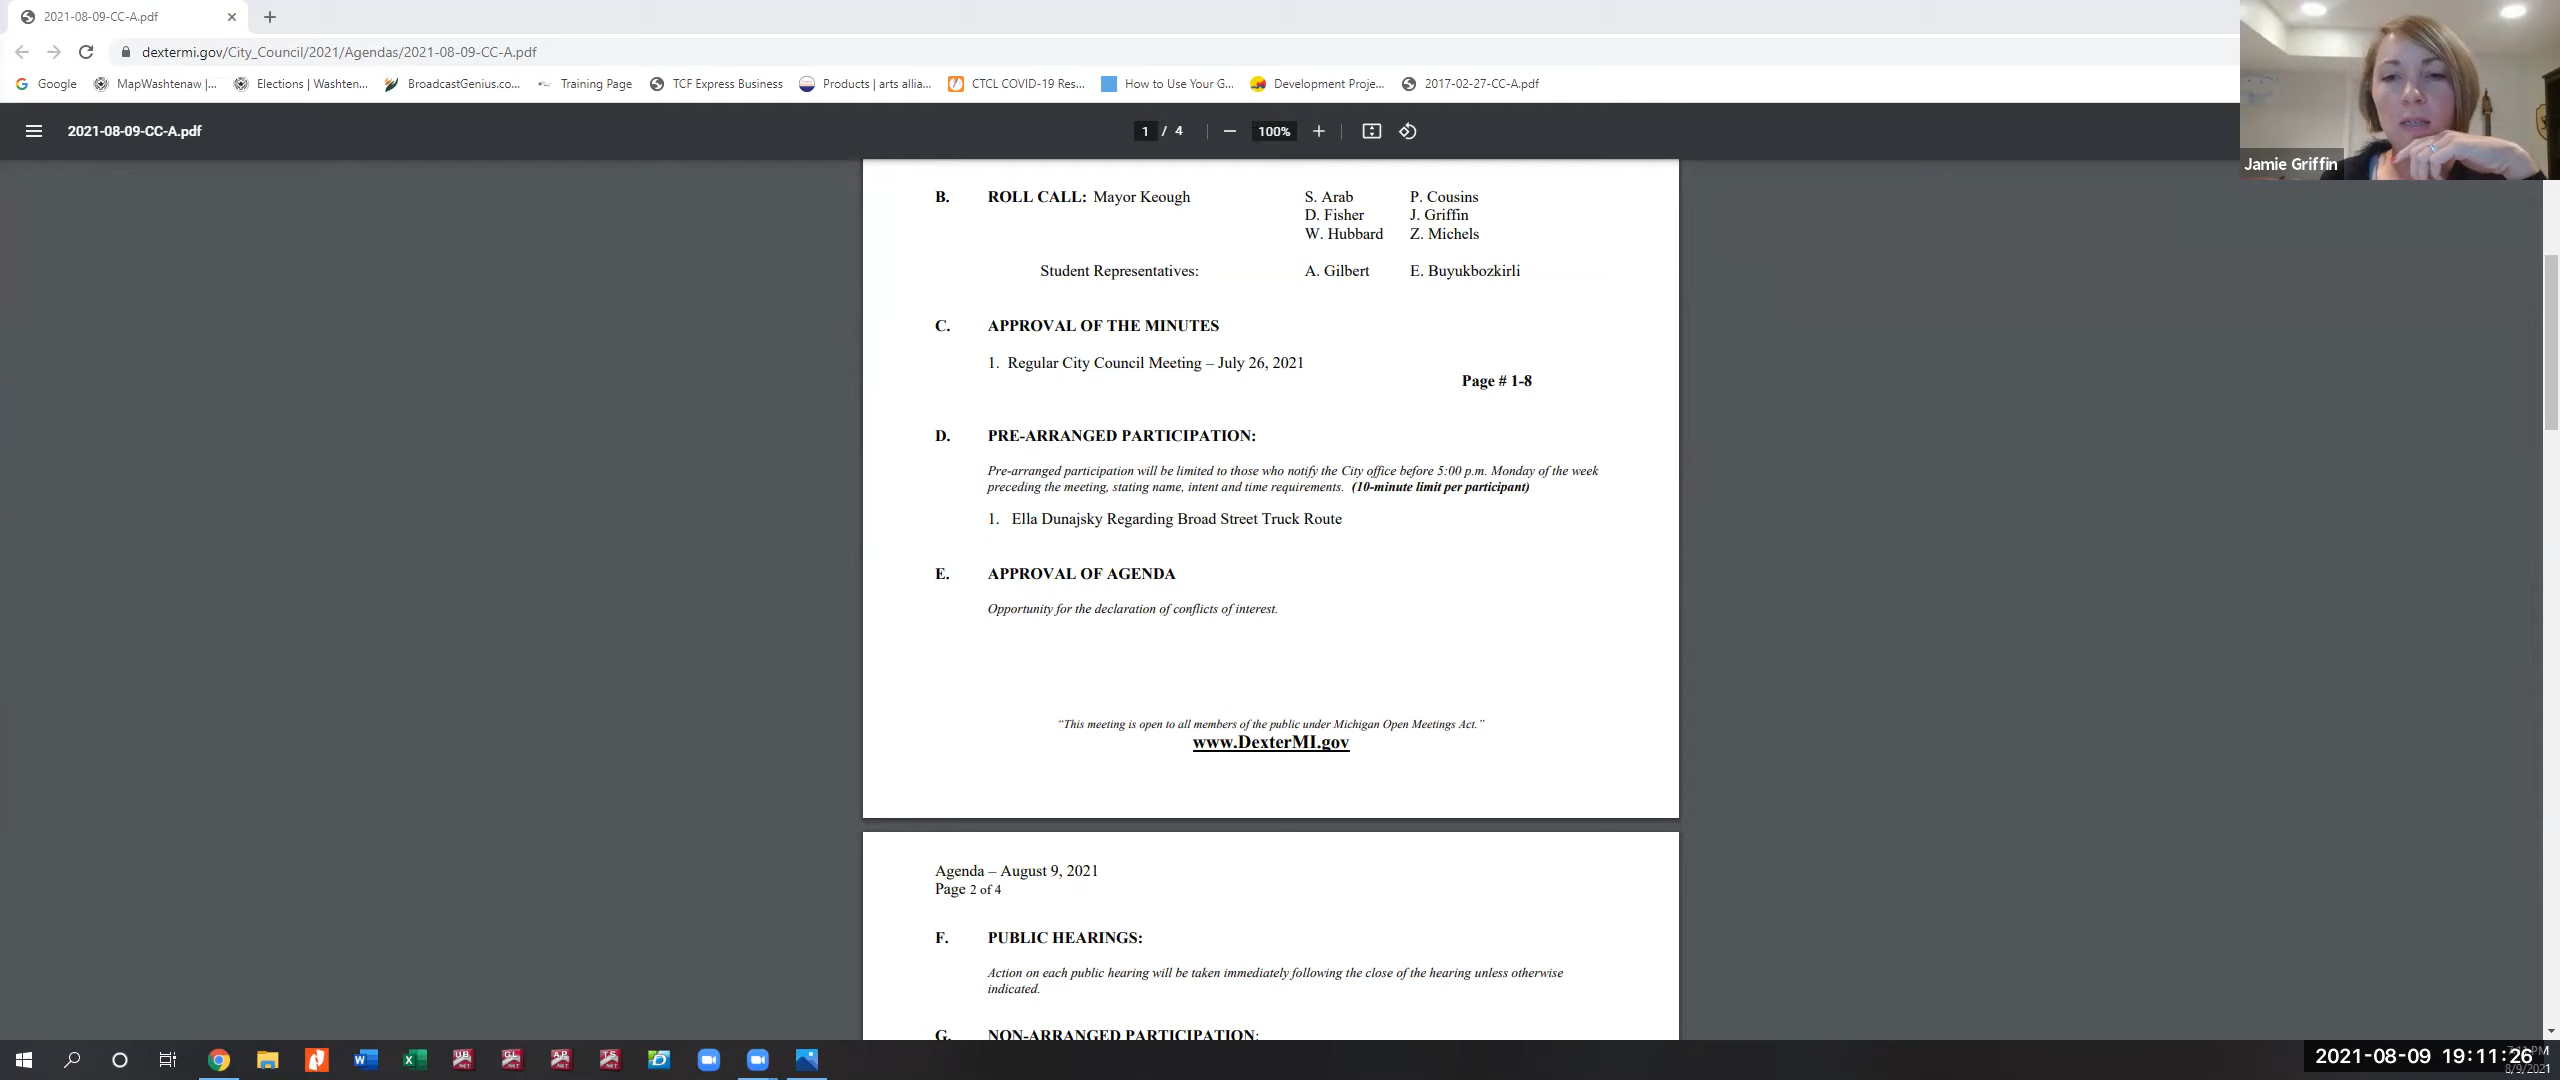 2021-08-09-CC-A.pdf
dextermi.gov/City_Council/2021/Agendas/2021-08-09-CC-A.pdf
Google MapWashtenaw |... Elections | Washten... BroadcastGenius.co... Training Page TCF Express Business Products | arts allia... CTCL COVID-19 Res... How to Use Your G... Development Proje... 2017-02-27-CC-A.pdf
2021-08-09-CC-A.pdf 1 / 4 100%
Jamie Griffin
B. ROLL CALL: Mayor Keough S. Arab P. Cousins
D. Fisher J. Griffin
W. Hubbard Z. Michels
Student Representatives: A. Gilbert E. Buyukbozkirli
C. APPROVAL OF THE MINUTES
1. Regular City Council Meeting – July 26, 2021
Page # 1-8
D. PRE-ARRANGED PARTICIPATION:
Pre-arranged participation will be limited to those who notify the City office before 5:00 p.m. Monday of the week
preceding the meeting, stating name, intent and time requirements. (10-minute limit per participant)
1. Ella Dunajsky Regarding Broad Street Truck Route
E. APPROVAL OF AGENDA
Opportunity for the declaration of conflicts of interest.
“This meeting is open to all members of the public under Michigan Open Meetings Act.”
www.DexterMI.gov
Agenda – August 9, 2021
Page 2 of 4
F. PUBLIC HEARINGS:
Action on each public hearing will be taken immediately following the close of the hearing unless otherwise
indicated.
G. NON-ARRANGED PARTICIPATION:
2021-08-09 19:11:26
8/9/2021